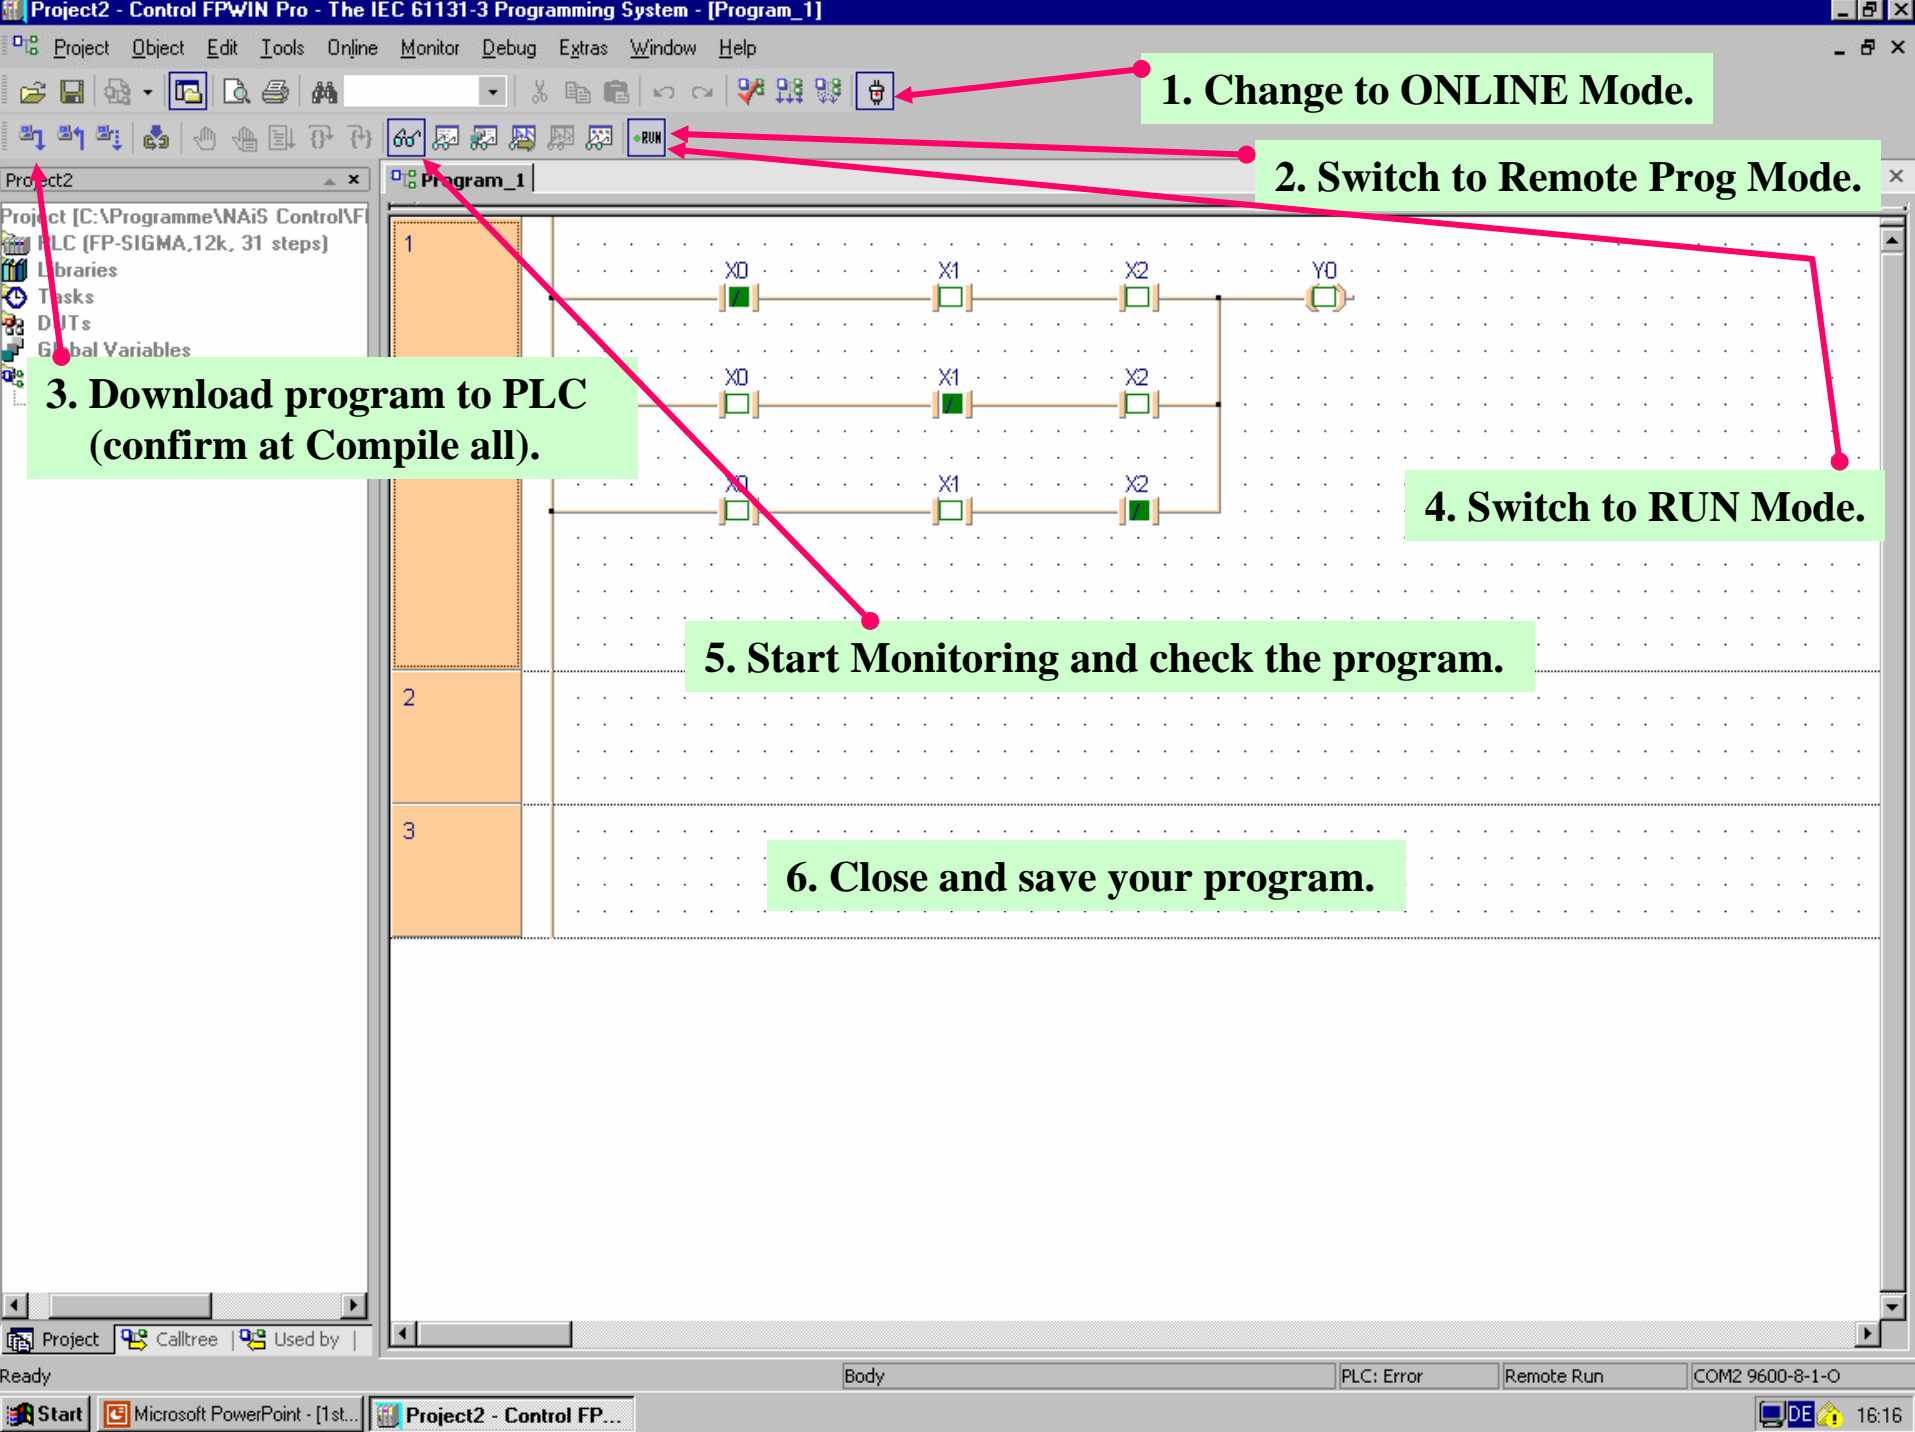 Project2 - Control FPWIN Pro - The IEC 61131-3 Programming System - [Program_1]
Project Object Edit Tools Online Monitor Debug Extras Window Help
1. Change to ONLINE Mode.
RUN
2. Switch to Remote Prog Mode.
Project2
Program_1
Project [C:\Programme\NAiS Control\F
PLC (FP-SIGMA,12k, 31 steps)
Libraries
Tasks
DUTs
Global Variables
1
X0 X1 X2 Y0
X0 X1 X2
X0 X1 X2
3. Download program to PLC
(confirm at Compile all).
4. Switch to RUN Mode.
5. Start Monitoring and check the program.
2
3
6. Close and save your program.
Project Calltree Used by
Ready Body PLC: Error Remote Run COM2 9600-8-1-O
Start Microsoft PowerPoint - [1st... Project2 - Control FP... DE 16:16